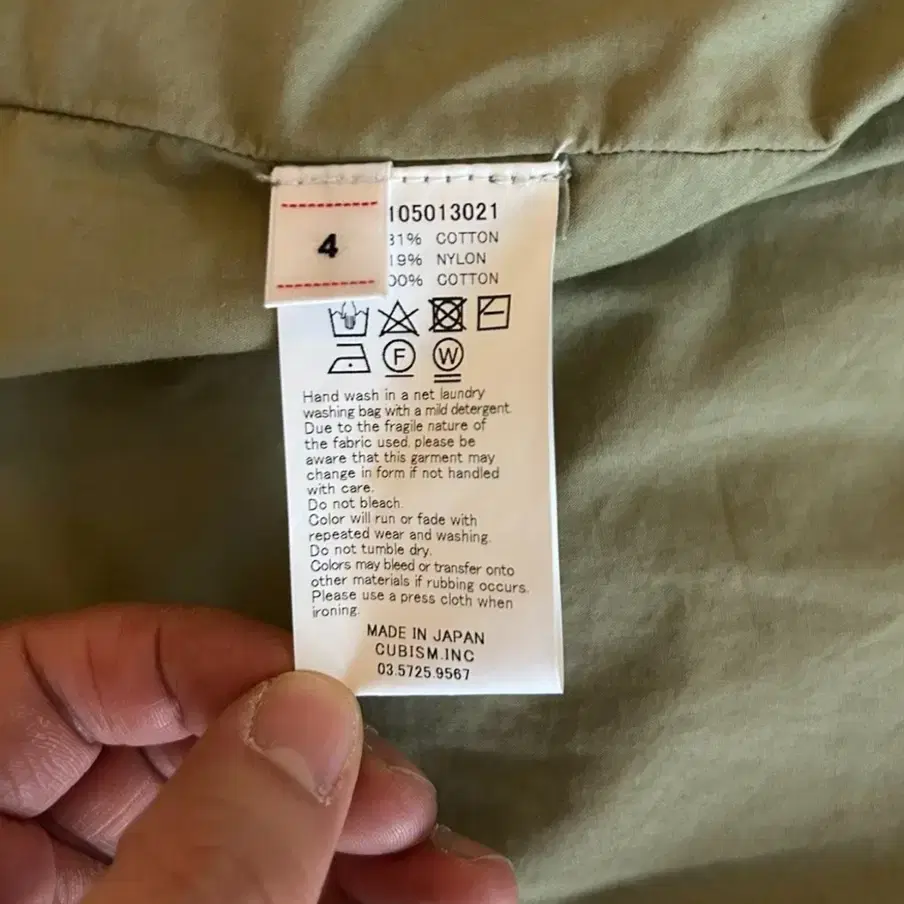 4
105013021
COTTON
19% NYLON
COTTON
F
W
Hand wash in a net laundry
washing bag with a mild detergent.
Due to the fragile nature of
the fabric used, please be
aware that this garment may
change in form if not handled
with care.
Do not bleach.
Color will run or fade with
repeated wear and washing.
Do not tumble dry.
Colors may bleed or transfer onto
other materials if rubbing occurs.
Please use a press cloth when
ironing.
MADE IN JAPAN
CUBISM.INC
03.5725.9567